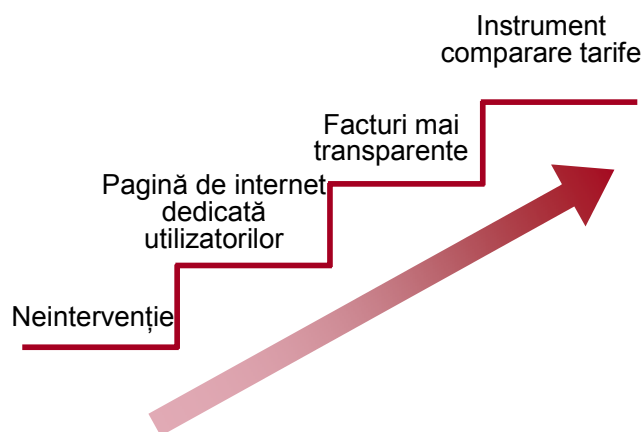 Instrument
comparare tarife
Facturi mai
transparente
Pagină de internet
dedicată
utilizatorilor
Neintervenție